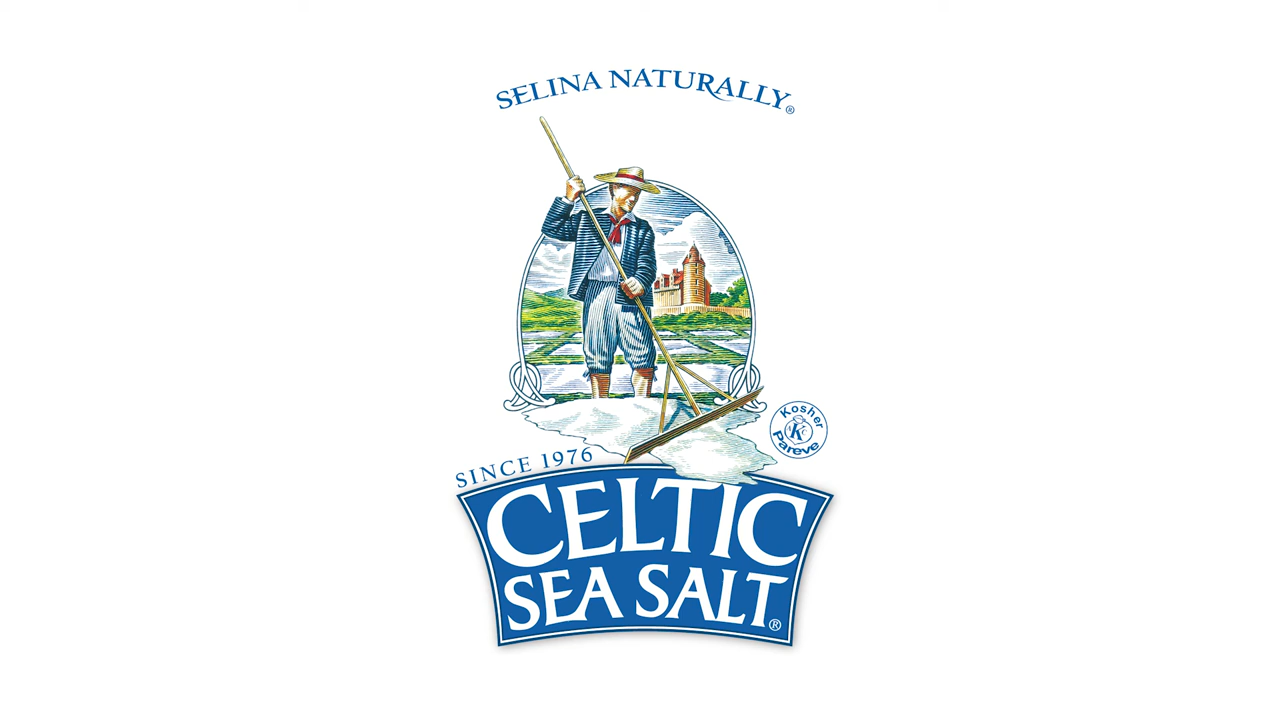 SELINA NATURALLY®
Kosher
K
Pareve
SINCE 1976
CELTIC
SEA SALT®